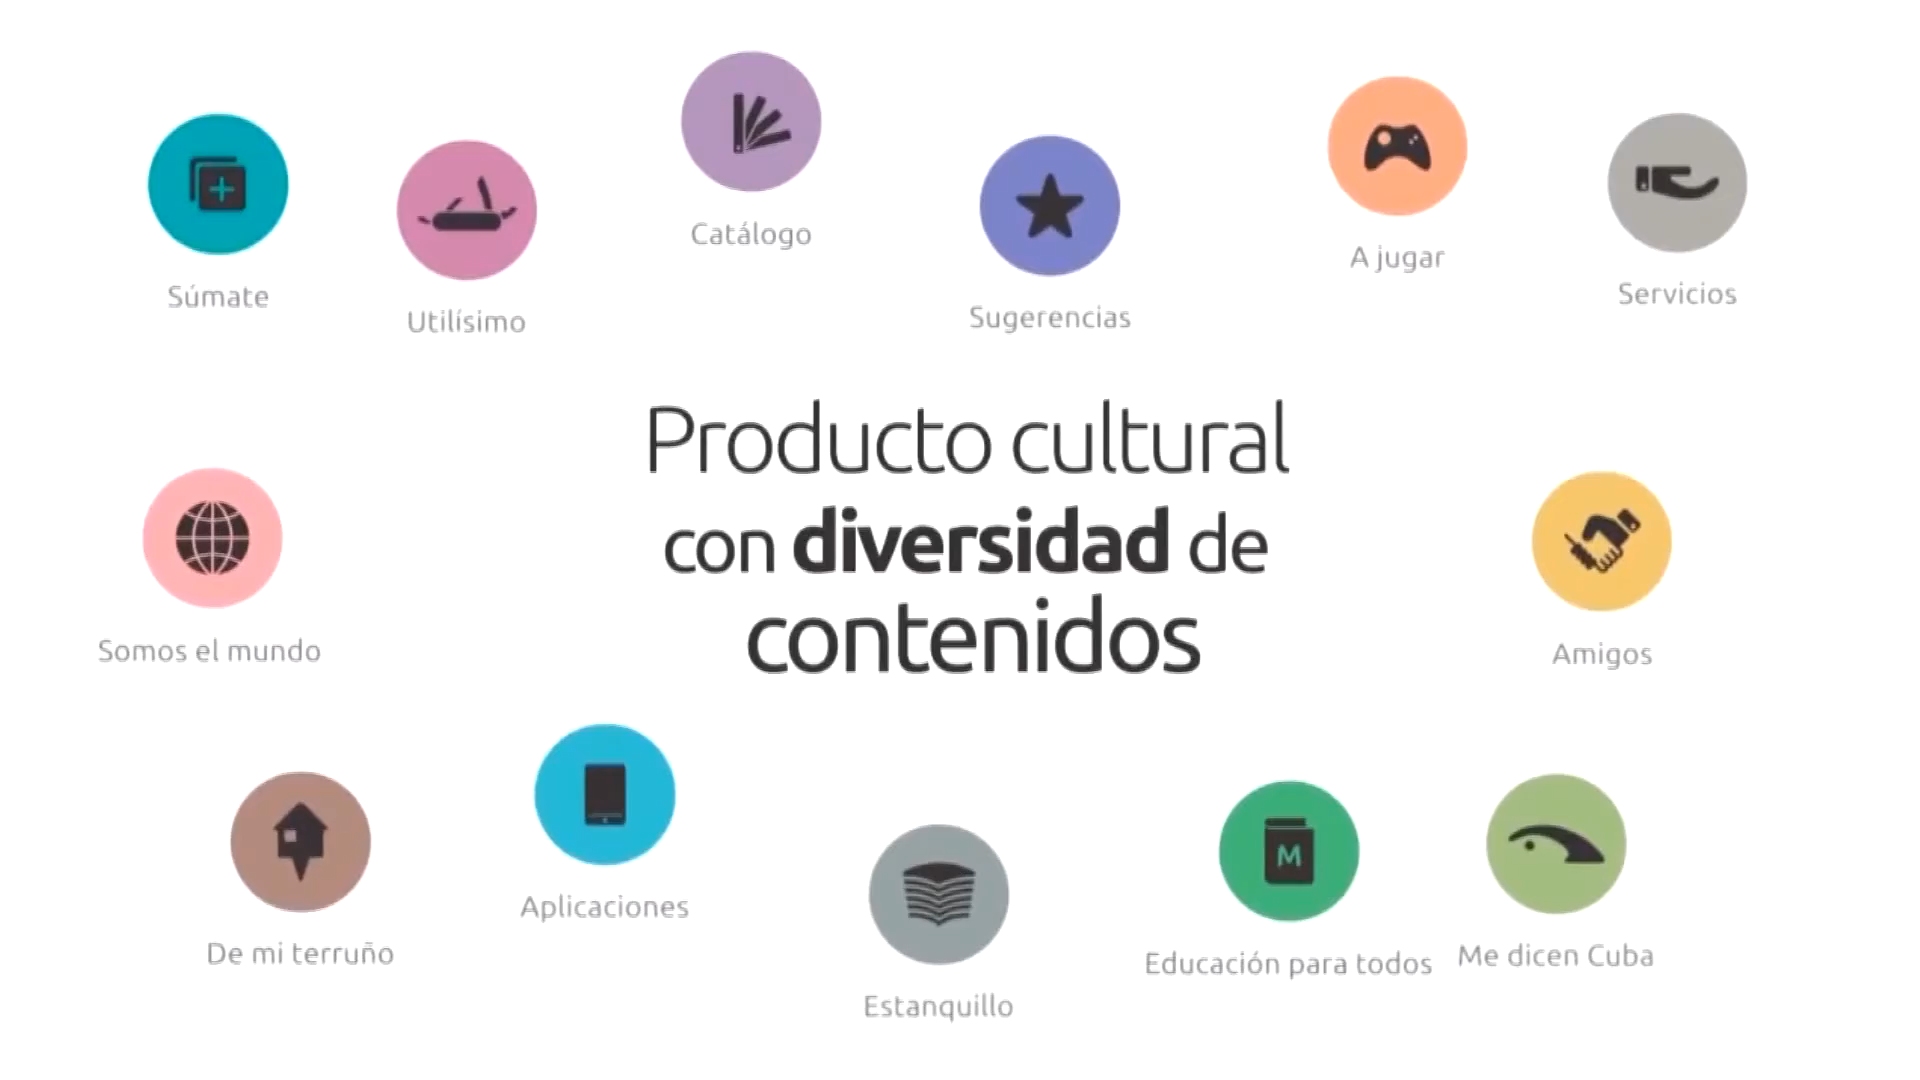 Súmate
Utilísimo
Catálogo
Sugerencias
A jugar
Servicios
Producto cultural
con diversidad de
contenidos
Somos el mundo
Amigos
De mi terruño
Aplicaciones
Estanquillo
M
Educación para todos
Me dicen Cuba